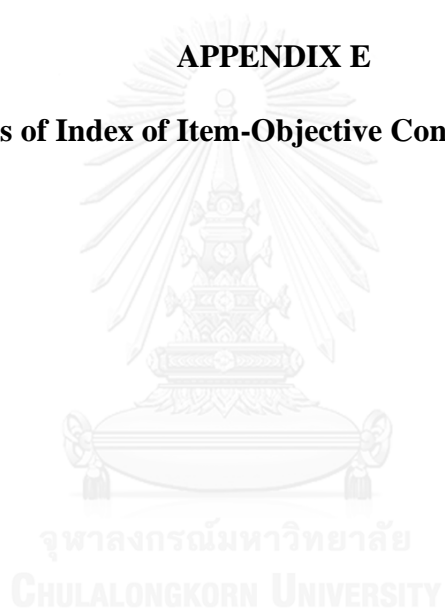 APPENDIX E
s of Index of Item-Objective Con
จุฬาลงกรณ์มหาวิทยาลัย
CHULALONGKORN UNIVERSITY